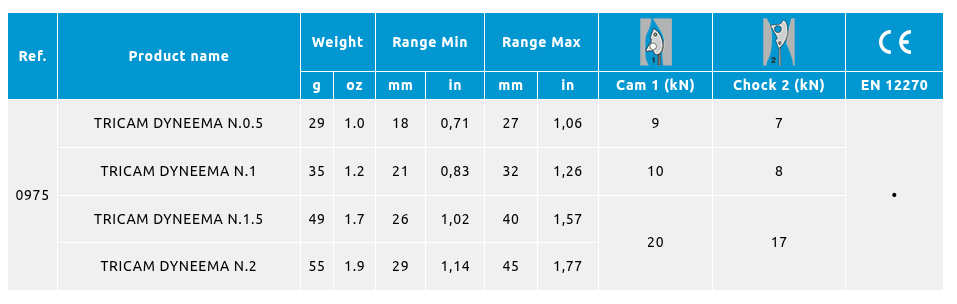 Ref. Product name Weight Range Min Range Max 1 2 CE
g oz mm in mm in Cam 1 (kN) Chock 2 (kN) EN 12270
TRICAM DYNEEMA N.0.5 29 1.0 18 0,71 27 1,06 9 7
TRICAM DYNEEMA N.1 35 1.2 21 0,83 32 1,26 10 8
0975 •
TRICAM DYNEEMA N.1.5 49 1.7 26 1,02 40 1,57
20 17
TRICAM DYNEEMA N.2 55 1.9 29 1,14 45 1,77